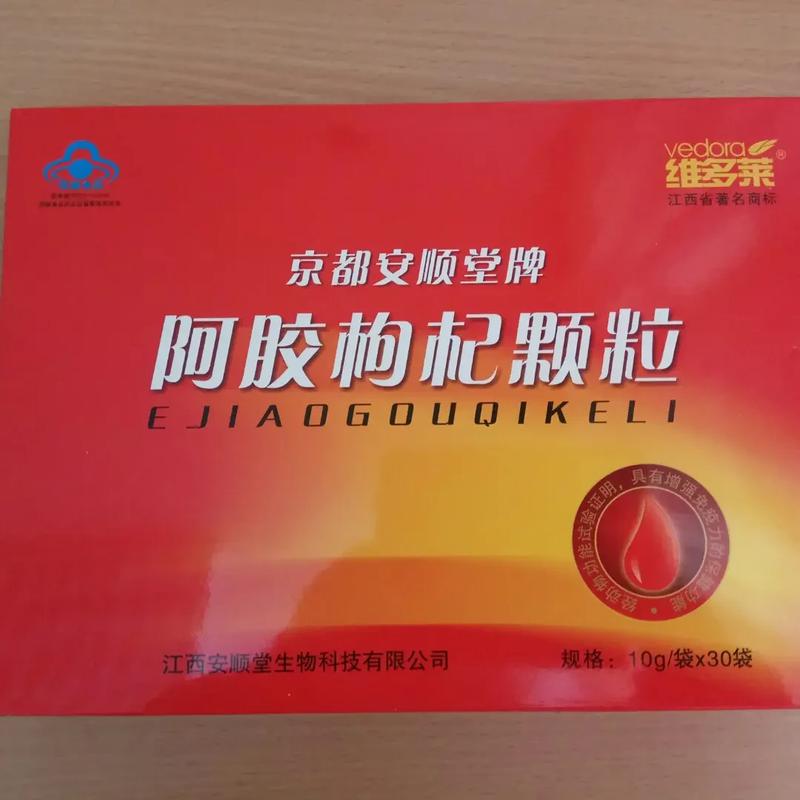 vedora
维多莱®
江西省著名商标
京都安顺堂牌
阿胶枸杞颗粒
EJIAOGOUQIKELI
经动物功能试验证明，具有增强免疫力的保健功能·
江西安顺堂生物科技有限公司
规格：10g/袋x30袋